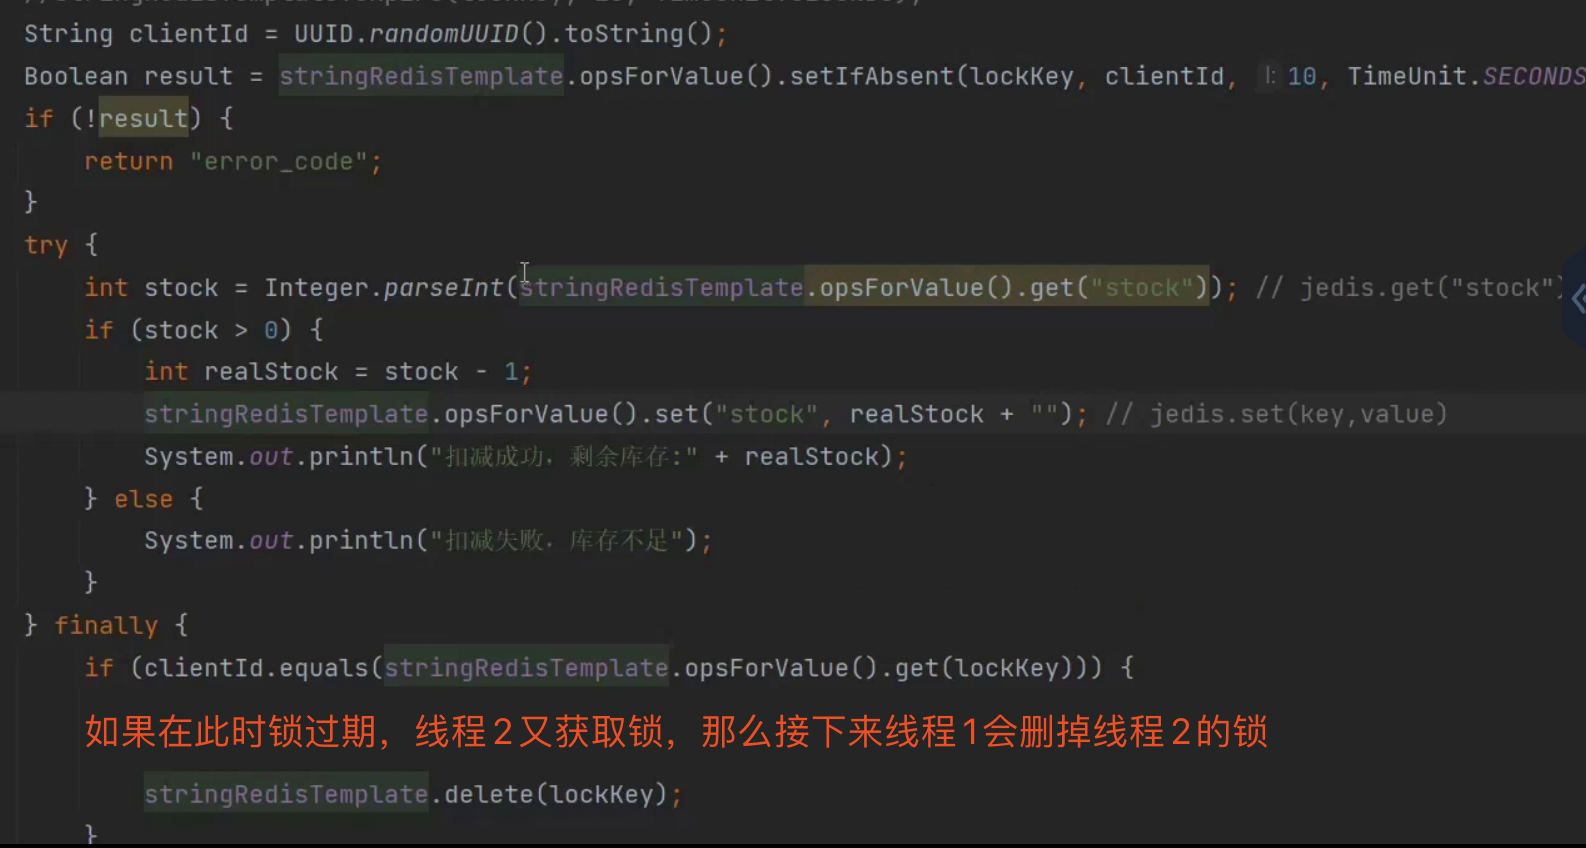 String clientId = UUID.randomUUID().toString();
Boolean result = stringRedisTemplate.opsForValue().setIfAbsent(lockKey, clientId, l: 10, TimeUnit.SECONDS
if (!result) {
return "error_code";
}
try {
int stock = Integer.parseInt(stringRedisTemplate.opsForValue().get("stock")); // jedis.get("stock")
if (stock > 0) {
int realStock = stock - 1;
stringRedisTemplate.opsForValue().set("stock", realStock + ""); // jedis.set(key,value)
System.out.println("扣减成功，剩余库存:" + realStock);
} else {
System.out.println("扣减失败，库存不足");
}
} finally {
if (clientId.equals(stringRedisTemplate.opsForValue().get(lockKey))) {
如果在此时锁过期，线程2又获取锁，那么接下来线程1会删掉线程2的锁
stringRedisTemplate.delete(lockKey);
}